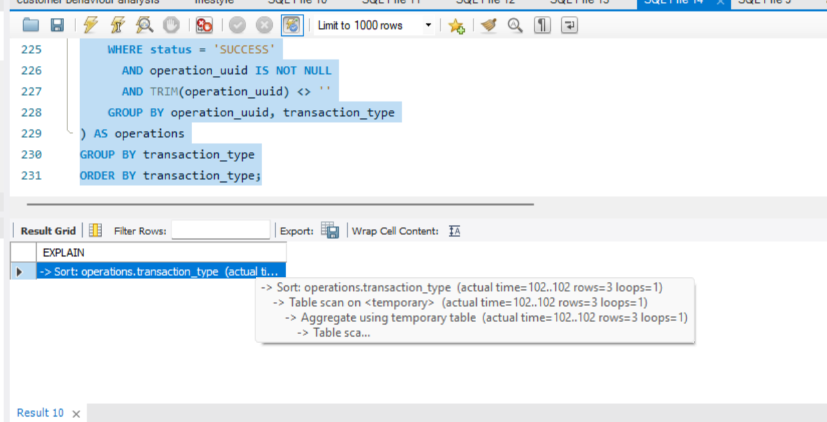 customer behaviour analysis lifestyle SQL File 10 SQL File 11 SQL File 12 SQL File 13 SQL File 14 SQL File 5
Limit to 1000 rows
225 WHERE status = 'SUCCESS'
226 AND operation_uuid IS NOT NULL
227 AND TRIM(operation_uuid) <> ''
228 GROUP BY operation_uuid, transaction_type
229 ) AS operations
230 GROUP BY transaction_type
231 ORDER BY transaction_type;
Result Grid Filter Rows: Export: Wrap Cell Content:
EXPLAIN
-> Sort: operations.transaction_type (actual ti...
-> Sort: operations.transaction_type (actual time=102..102 rows=3 loops=1)
-> Table scan on <temporary> (actual time=102..102 rows=3 loops=1)
-> Aggregate using temporary table (actual time=102..102 rows=3 loops=1)
-> Table sca...
Result 10